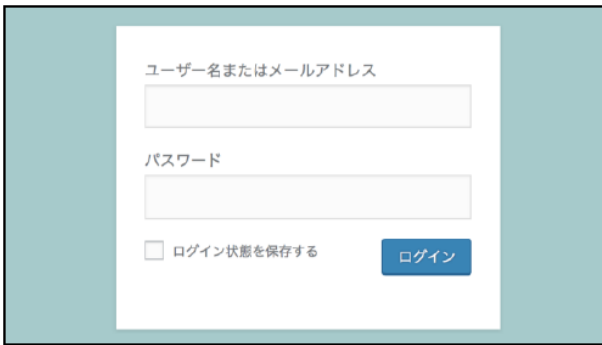 ユーザー名またはメールアドレス
パスワード
ログイン状態を保存する
ログイン